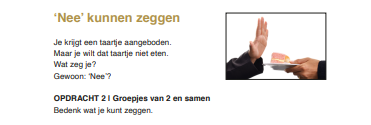 ‘Nee’ kunnen zeggen
Je krijgt een taartje aangeboden.
Maar je wilt dat taartje niet eten.
Wat zeg je?
Gewoon: ‘Nee’?
OPDRACHT 2 I Groepjes van 2 en samen
Bedenk wat je kunt zeggen.